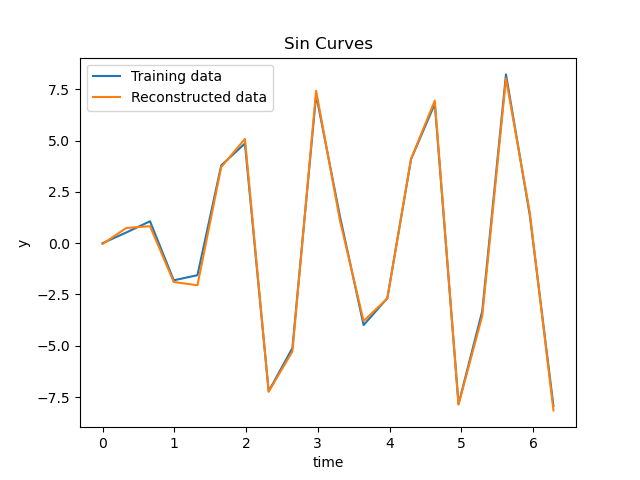 Sin Curves
Training data
Reconstructed data
7.5
5.0
2.5
0.0
−2.5
−5.0
−7.5
y
0 1 2 3 4 5 6
time